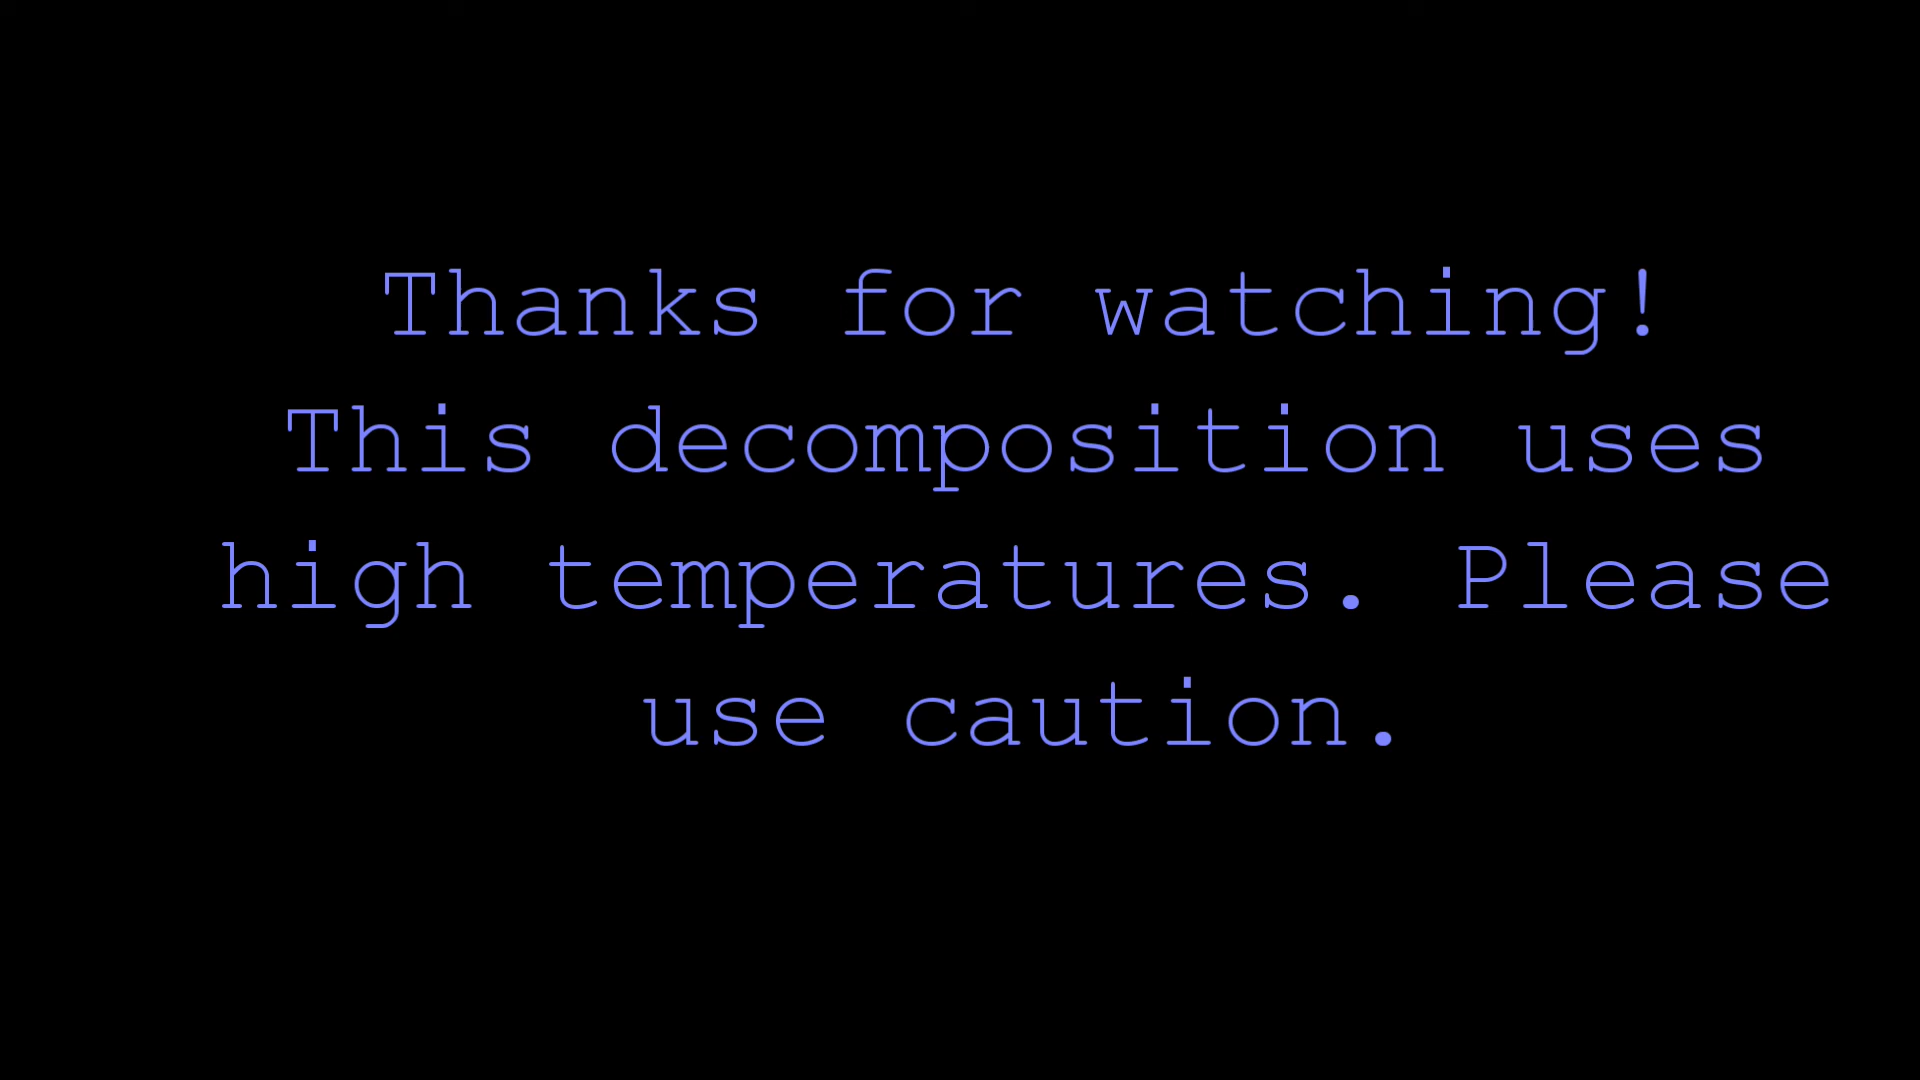 Thanks for watching!
This decomposition uses
high temperatures. Please
use caution.